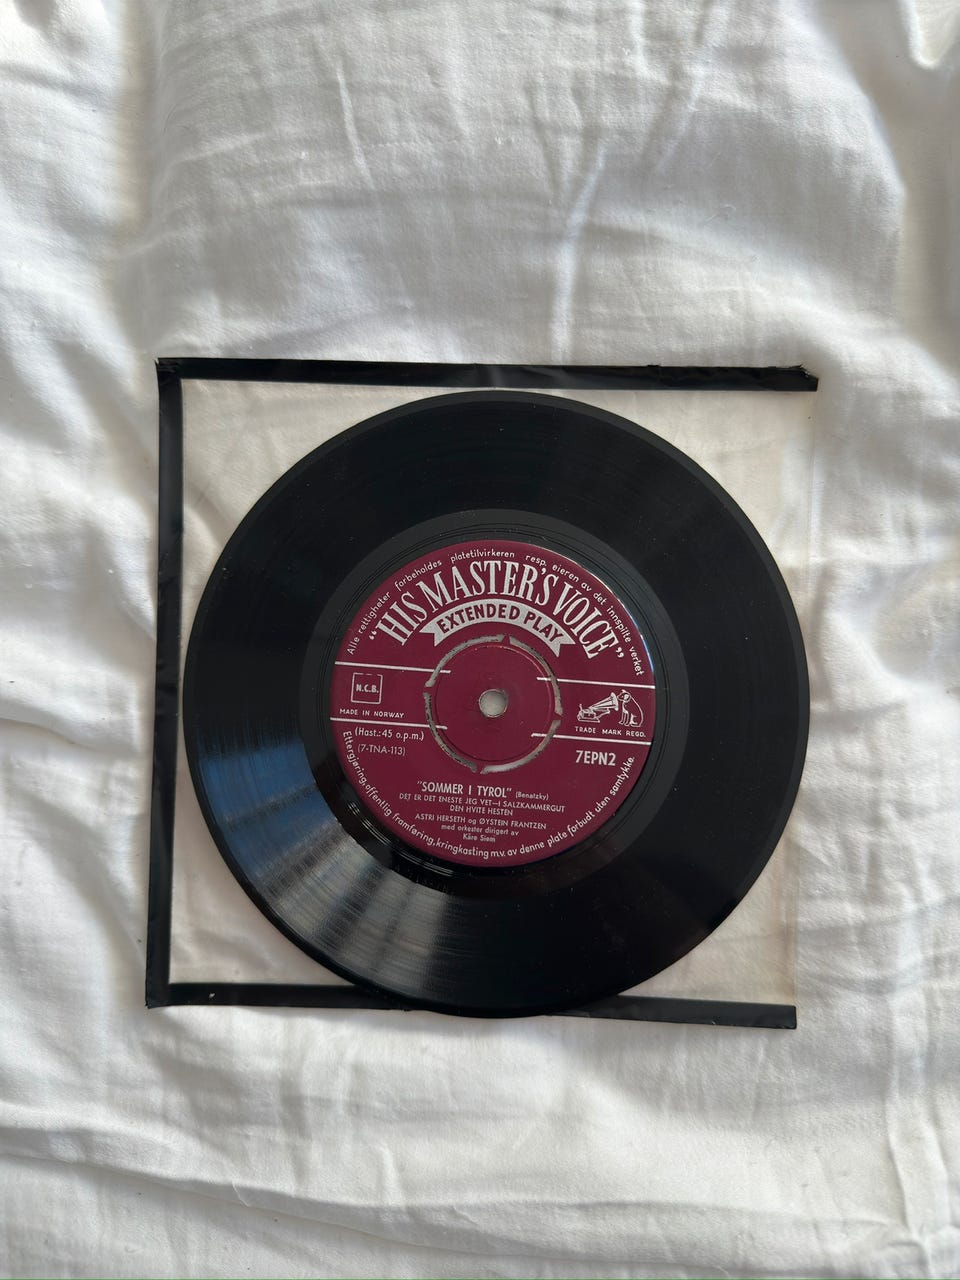 Alle rettigheter forbeholdes platetilvirkeren resp. eieren av det innspilte verket
"HIS MASTER'S VOICE"
EXTENDED PLAY
N.C.B.
MADE IN NORWAY
TRADE MARK REGD.
(Hast.: 45 o.p.m.)
(7-TNA-113)
7EPN2
"SOMMER I TYROL" (Benatzky)
DET ER DET ENESTE JEG VET—I SALZKAMMERGUT
DEN HVITE HESTEN
ASTRI HERSETH og ØYSTEIN FRANTZEN
med orkester dirigert av
Kåre Siem
Ettergjøring, offentlig framføring, kringkasting m.v. av denne plate forbudt den samtykke.